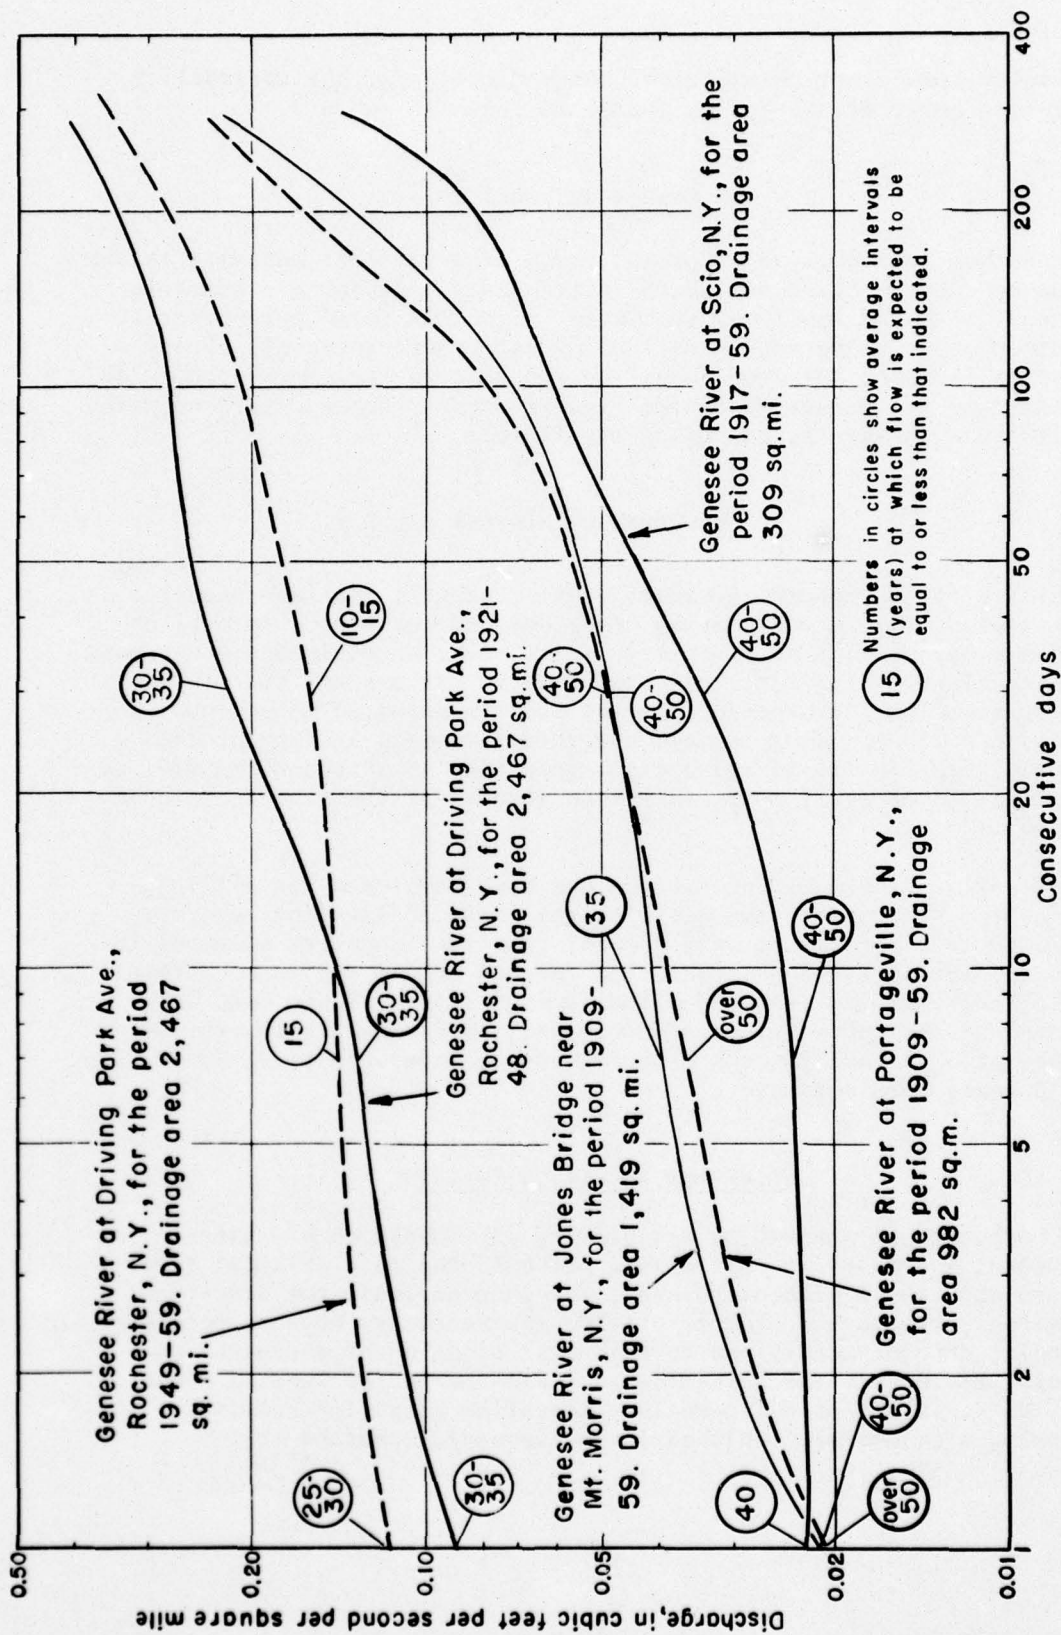 Discharge, in cubic feet per second per square mile
0.50
0.20
0.10
0.05
0.02
0.01
Genesee River at Driving Park Ave.,
Rochester, N.Y., for the period
1949-59. Drainage area 2,467
sq. mi.
25-
30
15
10-
15
30-
35
30-
35
30-
35
Genesee River at Driving Park Ave.,
Rochester, N.Y., for the period 1921-
48. Drainage area 2,467 sq. mi.
Genesee River at Jones Bridge near
Mt. Morris, N.Y., for the period 1909-
59. Drainage area 1,419 sq. mi.
40
35
40-
50
40-
50
over
50
over
50
40-
50
40-
50
40-
50
Genesee River at Portageville, N.Y.,
for the period 1909-59. Drainage
area 982 sq.m.
Genesee River at Scio, N.Y., for the
period 1917-59. Drainage area
309 sq. mi.
15
Numbers in circles show average intervals
(years) at which flow is expected to be
equal to or less than that indicated.
1
2
5
10
20
50
100
200
400
Consecutive days